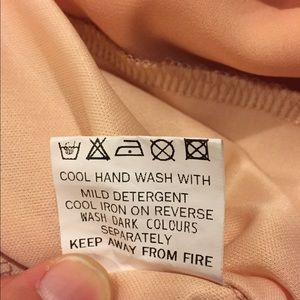 COOL HAND WASH WITH
MILD DETERGENT
COOL IRON ON REVERSE
WASH DARK COLOURS
SEPARATELY
KEEP AWAY FROM FIRE